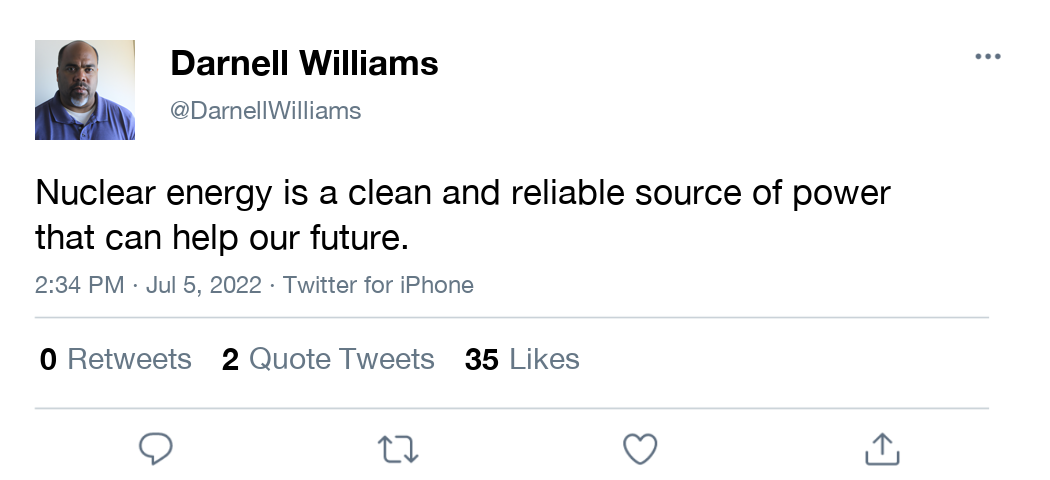 Darnell Williams
@DarnellWilliams
Nuclear energy is a clean and reliable source of power
that can help our future.
2:34 PM · Jul 5, 2022 · Twitter for iPhone
0 Retweets 2 Quote Tweets 35 Likes